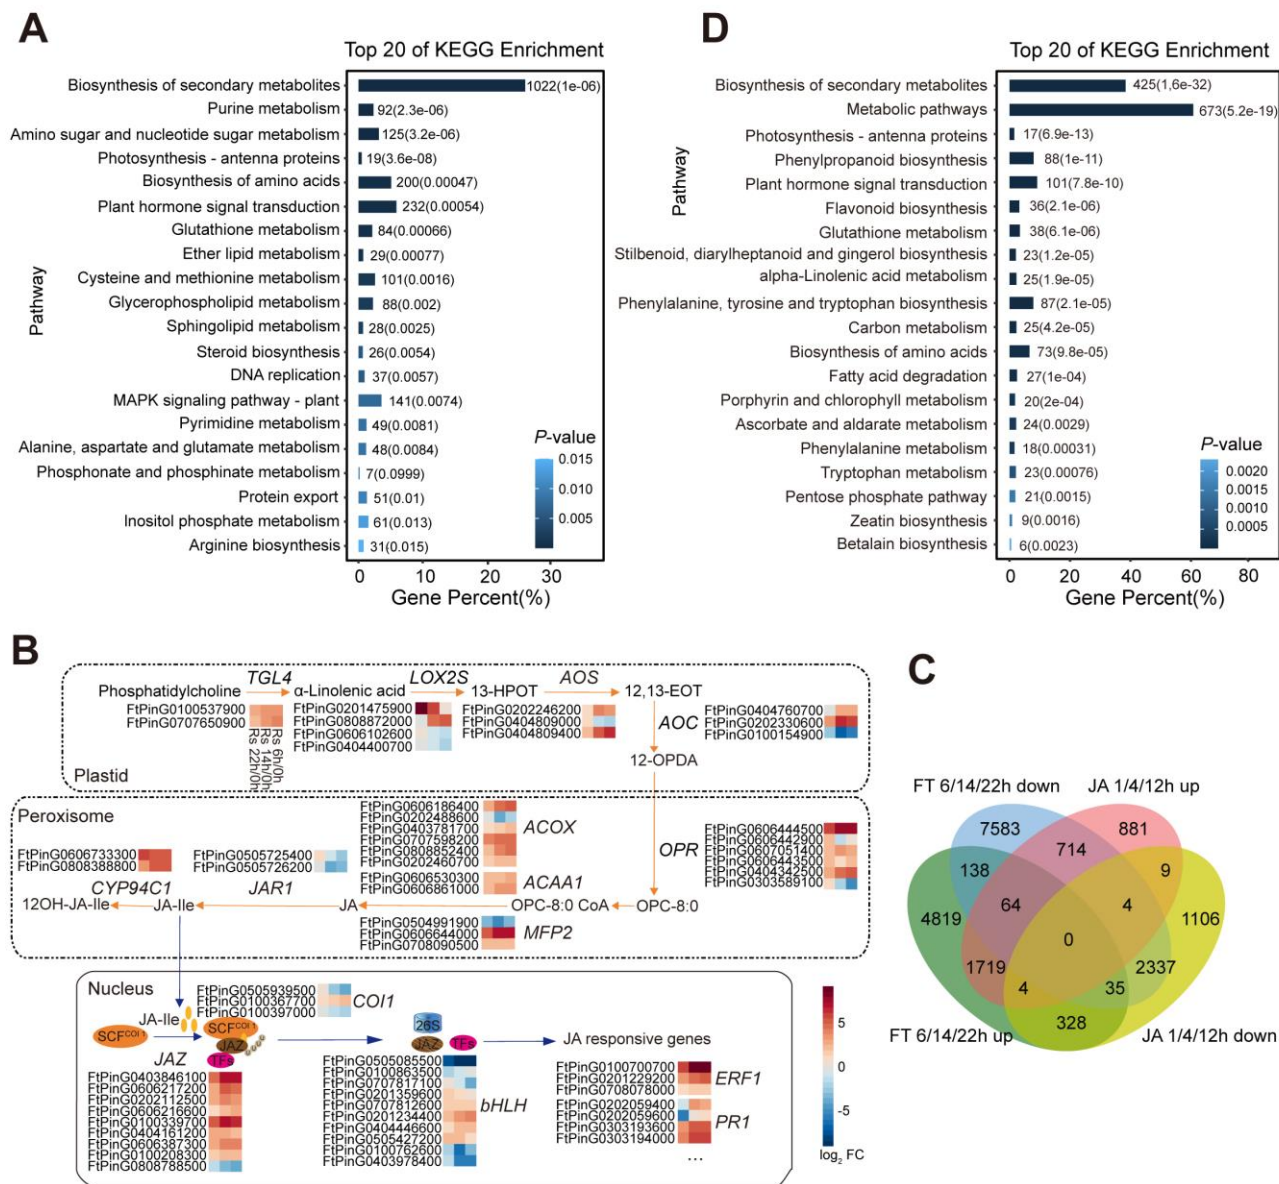 A
Top 20 of KEGG Enrichment
Pathway
Biosynthesis of secondary metabolites 1022(1e-06)
Purine metabolism 92(2.3e-06)
Amino sugar and nucleotide sugar metabolism 125(3.2e-06)
Photosynthesis - antenna proteins 19(3.6e-08)
Biosynthesis of amino acids 200(0.00047)
Plant hormone signal transduction 232(0.00054)
Glutathione metabolism 84(0.00066)
Ether lipid metabolism 29(0.00077)
Cysteine and methionine metabolism 101(0.0016)
Glycerophospholipid metabolism 88(0.002)
Sphingolipid metabolism 28(0.0025)
Steroid biosynthesis 26(0.0054)
DNA replication 37(0.0057)
MAPK signaling pathway - plant 141(0.0074)
Pyrimidine metabolism 49(0.0081)
Alanine, aspartate and glutamate metabolism 48(0.0084)
Phosphonate and phosphinate metabolism 7(0.0999)
Protein export 51(0.01)
Inositol phosphate metabolism 61(0.013)
Arginine biosynthesis 31(0.015)
P-value
0.015
0.010
0.005
0 10 20 30
Gene Percent(%)
D
Top 20 of KEGG Enrichment
Pathway
Biosynthesis of secondary metabolites 425(1,6e-32)
Metabolic pathways 673(5.2e-19)
Photosynthesis - antenna proteins 17(6.9e-13)
Phenylpropanoid biosynthesis 88(1e-11)
Plant hormone signal transduction 101(7.8e-10)
Flavonoid biosynthesis 36(2.1e-06)
Glutathione metabolism 38(6.1e-06)
Stilbenoid, diarylheptanoid and gingerol biosynthesis 23(1.2e-05)
alpha-Linolenic acid metabolism 25(1.9e-05)
Phenylalanine, tyrosine and tryptophan biosynthesis 87(2.1e-05)
Carbon metabolism 25(4.2e-05)
Biosynthesis of amino acids 73(9.8e-05)
Fatty acid degradation 27(1e-04)
Porphyrin and chlorophyll metabolism 20(2e-04)
Ascorbate and aldarate metabolism 24(0.0029)
Phenylalanine metabolism 18(0.00031)
Tryptophan metabolism 23(0.00076)
Pentose phosphate pathway 21(0.0015)
Zeatin biosynthesis 9(0.0016)
Betalain biosynthesis 6(0.0023)
P-value
0.0020
0.0015
0.0010
0.0005
0 20 40 60 80
Gene Percent(%)
B
TGL4 LOX2S AOS
Phosphatidylcholine α-Linolenic acid 13-HPOT 12,13-EOT
FtPinG0100537900
FtPinG0707650900
Rs 22h/0h
Rs 14h/0h
Rs 6h/0h
FtPinG0201475900
FtPinG0808872000
FtPinG0606102600
FtPinG0404400700
FtPinG0202246200
FtPinG0404809000
FtPinG0404809400
AOC
FtPinG0404760700
FtPinG0202330600
FtPinG0100154900
12-OPDA
Plastid
Peroxisome
FtPinG0606733300
FtPinG0808388800
FtPinG0505725400
FtPinG0505726200
FtPinG0606186400
FtPinG0202488600
FtPinG0403781700
FtPinG0707598200
FtPinG0808852400
FtPinG0202460700
ACOX
FtPinG0606530300
FtPinG0606861000
ACAA1
OPR
FtPinG0606444500
FtPinG0606442900
FtPinG0607051400
FtPinG0606443500
FtPinG0404342500
FtPinG0303589100
CYP94C1 JAR1
12OH-JA-Ile JA-Ile JA OPC-8:0 CoA OPC-8:0
FtPinG0504991900
FtPinG0606644000
FtPinG0708090500
MFP2
Nucleus
FtPinG0505939500
FtPinG0100367700
FtPinG0100397000
COI1
JA-Ile
SCF^COI 1
SCF^COI 1
JAZ
TFs
26S
JAZ
TFs
JA responsive genes
JAZ
FtPinG0403846100
FtPinG0606217200
FtPinG0202112500
FtPinG0606216600
FtPinG0100339700
FtPinG0404161200
FtPinG0606387300
FtPinG0100208300
FtPinG0808788500
FtPinG0505085500
FtPinG0100863500
FtPinG0707817100
FtPinG0201359600
FtPinG0707812600
FtPinG0201234400
FtPinG0404446600
FtPinG0505427200
FtPinG0100762600
FtPinG0403978400
bHLH
FtPinG0100700700
FtPinG0201229200
FtPinG0708078000
ERF1
FtPinG0202059400
FtPinG0202059600
FtPinG0303193600
FtPinG0303194000
PR1
...
5
0
-5
log₂ FC
C
FT 6/14/22h down JA 1/4/12h up
7583 881
714
138 9
4819 64 4 1106
0
1719 2337
4 35
328
FT 6/14/22h up JA 1/4/12h down